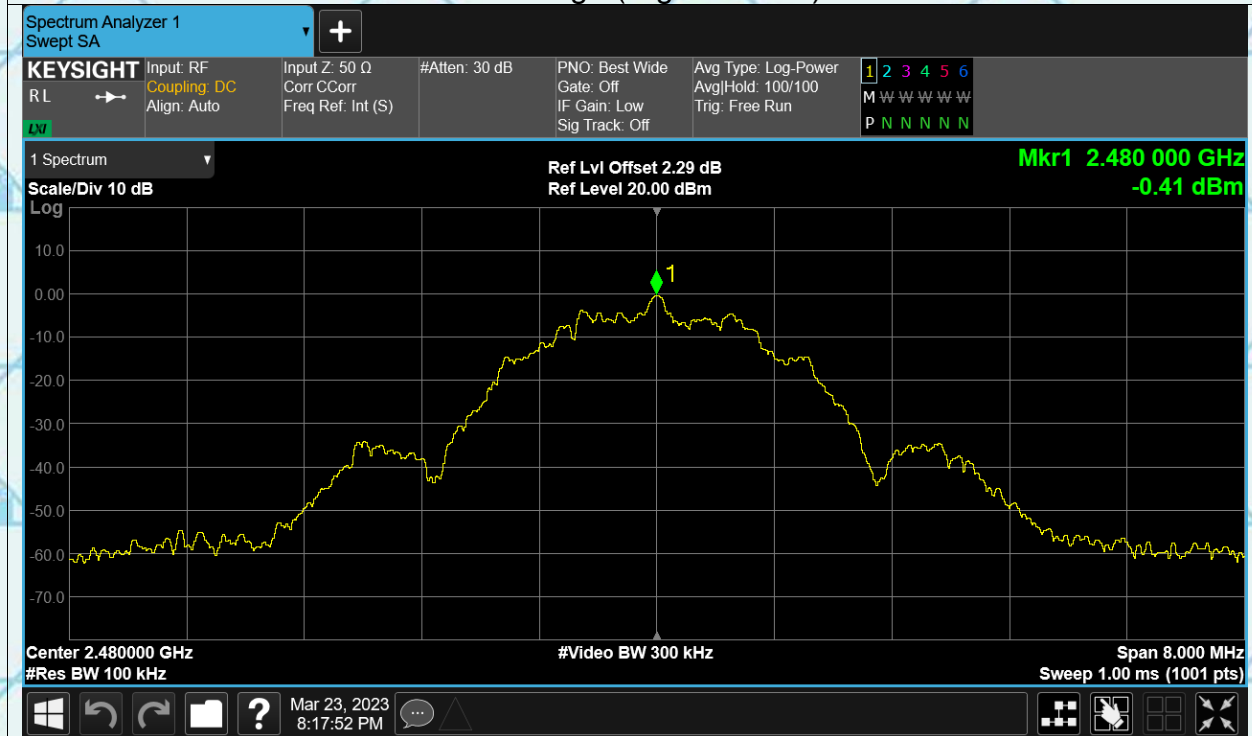 Spectrum Analyzer 1
Swept SA
+
KEYSIGHT
RL
LXI
Input: RF
Coupling: DC
Align: Auto
Input Z: 50 Ω
Corr CCorr
Freq Ref: Int (S)
#Atten: 30 dB
PNO: Best Wide
Gate: Off
IF Gain: Low
Sig Track: Off
Avg Type: Log-Power
Avg|Hold: 100/100
Trig: Free Run
1 2 3 4 5 6
M W W W W W W
P N N N N N N
1 Spectrum
Scale/Div 10 dB
Log
Ref Lvl Offset 2.29 dB
Ref Level 20.00 dBm
Mkr1 2.480 000 GHz
-0.41 dBm
1
10.0
0.00
-10.0
-20.0
-30.0
-40.0
-50.0
-60.0
-70.0
Center 2.480000 GHz
#Res BW 100 kHz
#Video BW 300 kHz
Span 8.000 MHz
Sweep 1.00 ms (1001 pts)
?
Mar 23, 2023
8:17:52 PM